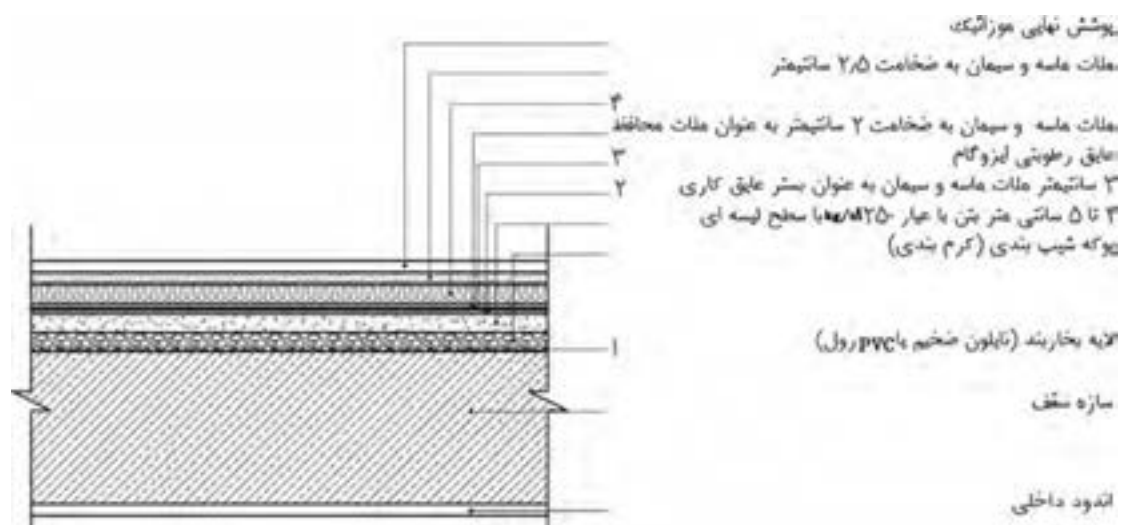 پوشش نهایی موزائیک
ملات ماسه و سیمان به ضخامت ۲٫۵ سانتیمتر
۴
ملات ماسه و سیمان به ضخامت ۲ سانتیمتر به عنوان ملات محافظ
عایق رطوبتی ایزوگام
۳
۳ سانتیمتر ملات ماسه و سیمان به عنوان بستر عایق کاری
۲
۳ تا ۵ سانتی متر بتن با عیار ۲۵۰ با سطح لیسه ای
پوکه شیب بندی (کرم بندی)
لایه بخاربند (نایلون ضخیم یا PVC رول)
۱
سازه سقف
اندود داخلی